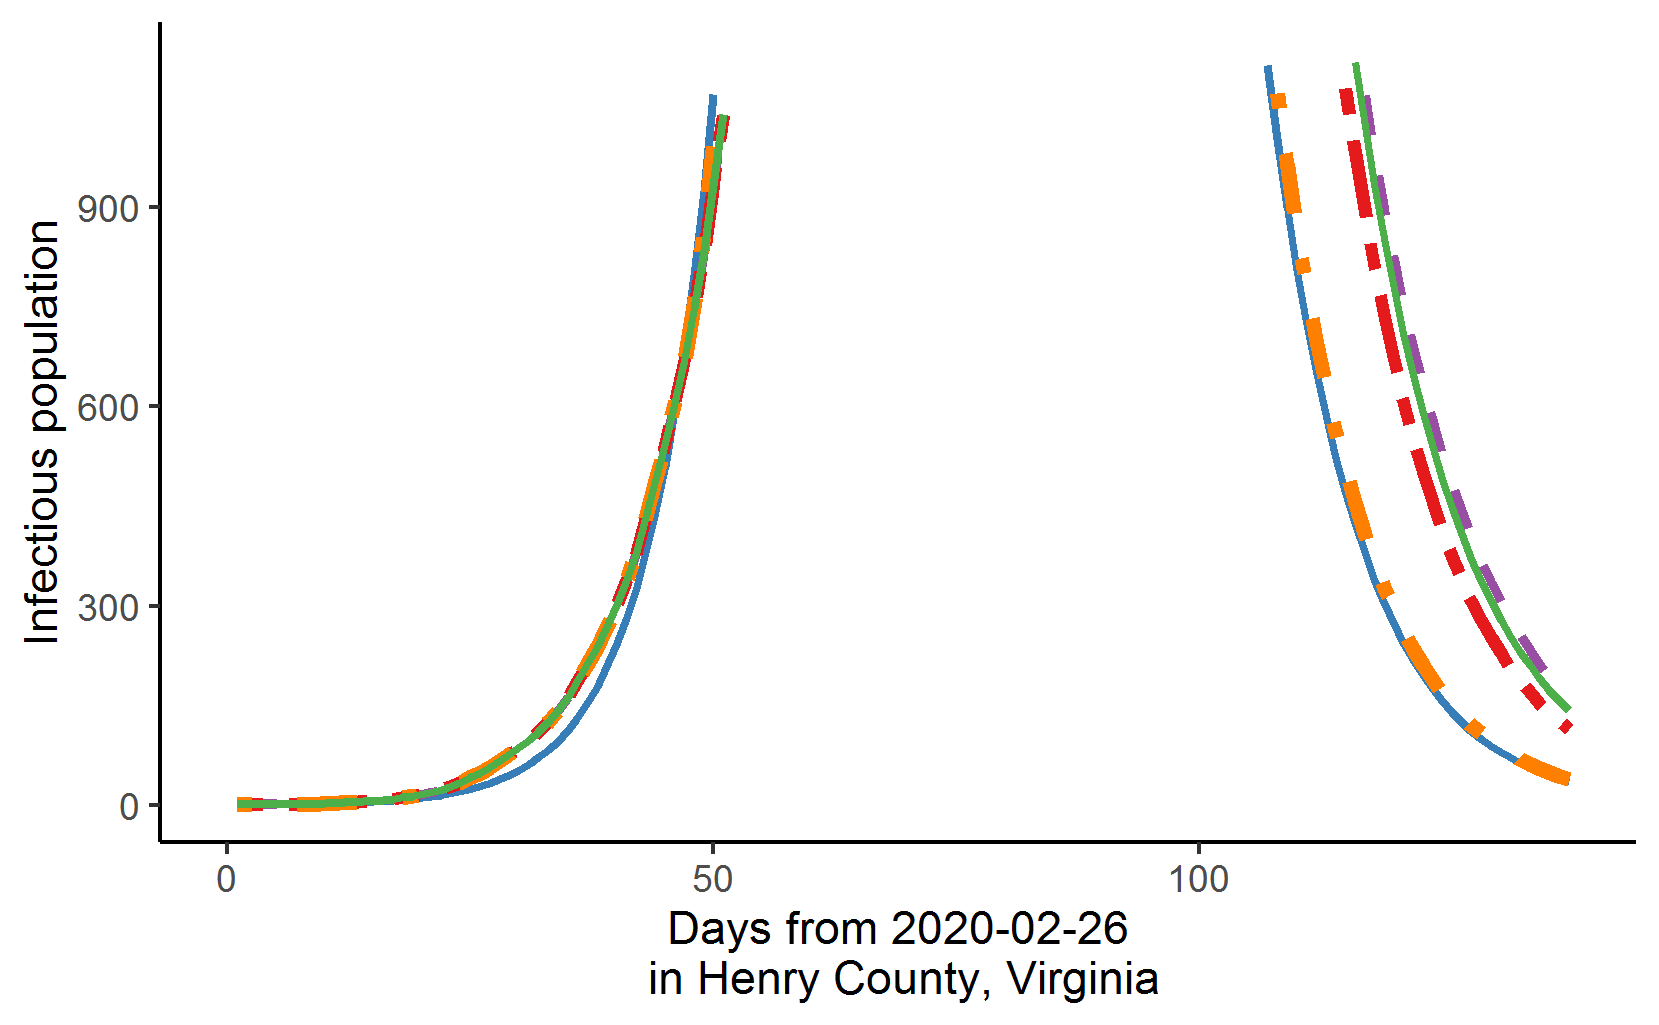 Infectious population
900
600
300
0
0 50 100
Days from 2020-02-26
in Henry County, Virginia